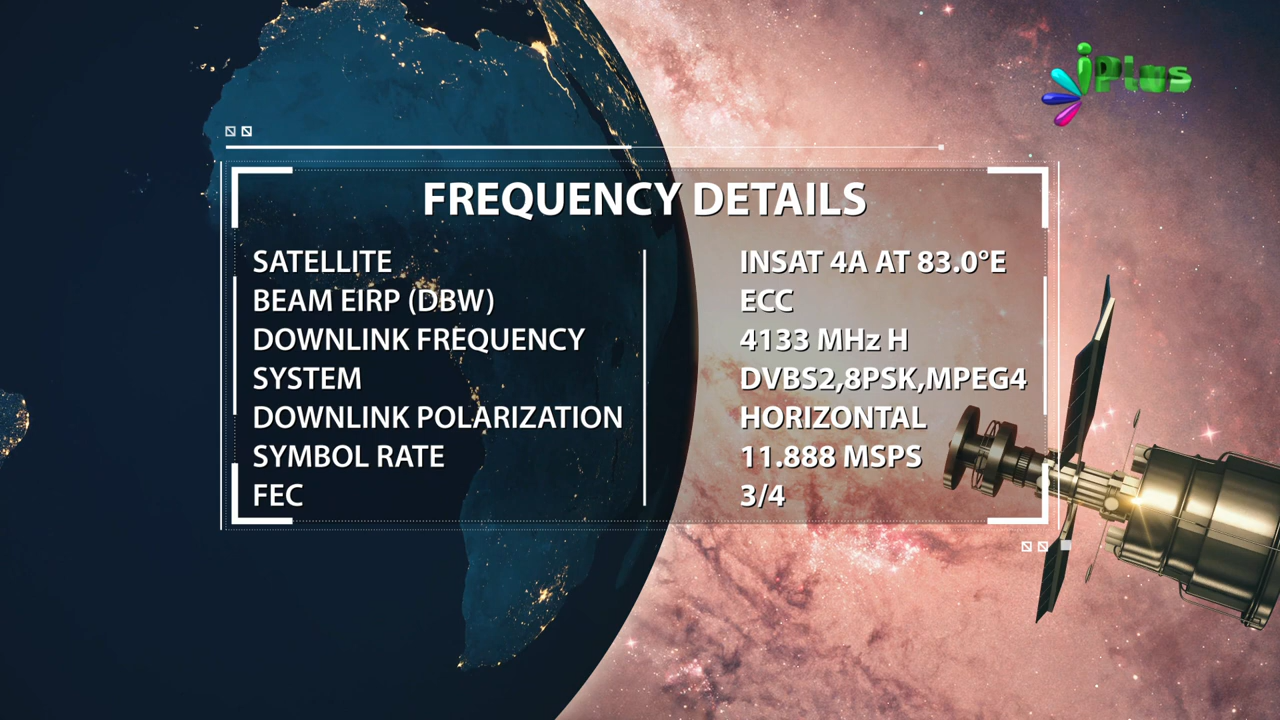 iPlus
FREQUENCY DETAILS
SATELLITE INSAT 4A AT 83.0°E
BEAM EIRP (DBW) ECC
DOWNLINK FREQUENCY 4133 MHz H
SYSTEM DVBS2,8PSK,MPEG4
DOWNLINK POLARIZATION HORIZONTAL
SYMBOL RATE 11.888 MSPS
FEC 3/4